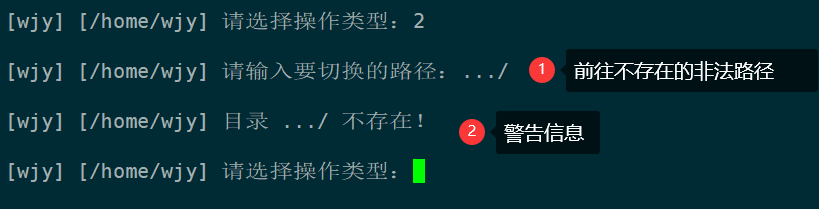 [wjy] [/home/wjy] 请选择操作类型：2
[wjy] [/home/wjy] 请输入要切换的路径：.../
1 前往不存在的非法路径
[wjy] [/home/wjy] 目录 .../ 不存在！
2 警告信息
[wjy] [/home/wjy] 请选择操作类型：